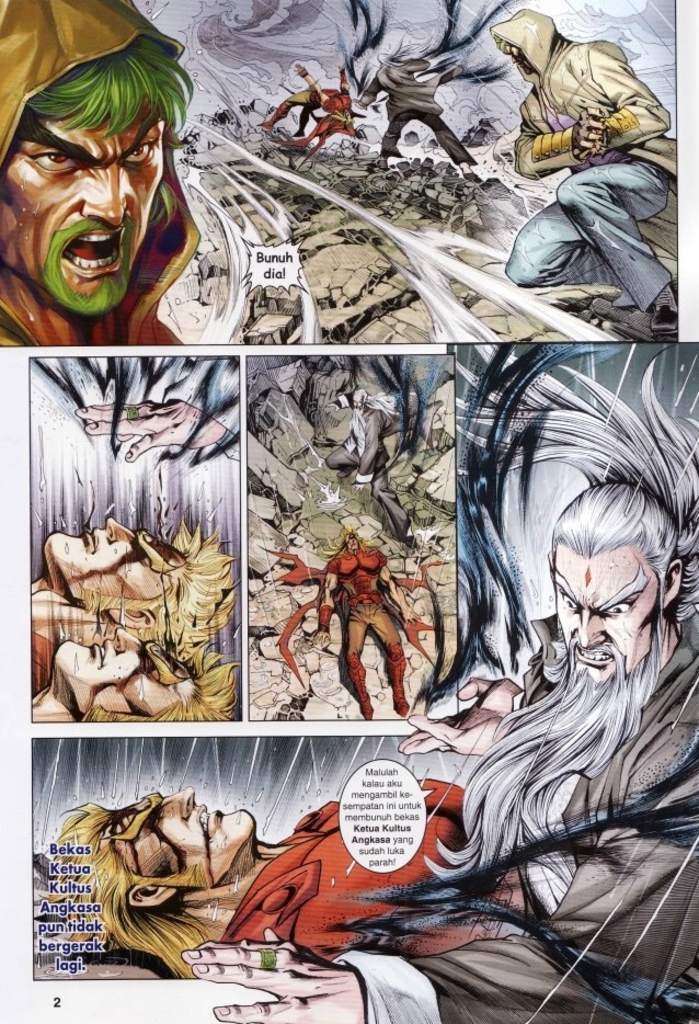 Bunuh
dia!
Malulah
kalau aku
mengambil ke-
sempatan ini untuk
membunuh bekas
Ketua Kultus
Angkasa yang
sudah luka
parah!
Bekas
Ketua
Kultus
Angkasa
pun tidak
bergerak
lagi.
2